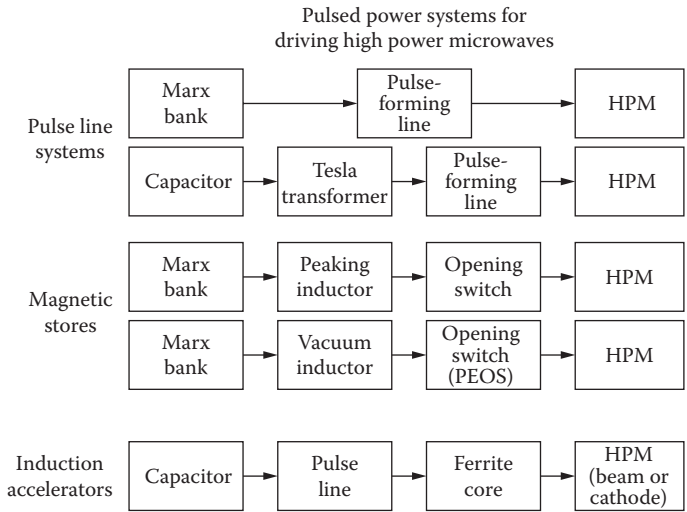 Pulsed power systems for
driving high power microwaves
Pulse line
systems
Marx
bank
Pulse-
forming
line
HPM
Capacitor
Tesla
transformer
Pulse-
forming
line
HPM
Magnetic
stores
Marx
bank
Peaking
inductor
Opening
switch
HPM
Marx
bank
Vacuum
inductor
Opening
switch
(PEOS)
HPM
Induction
accelerators
Capacitor
Pulse
line
Ferrite
core
HPM
(beam or
cathode)